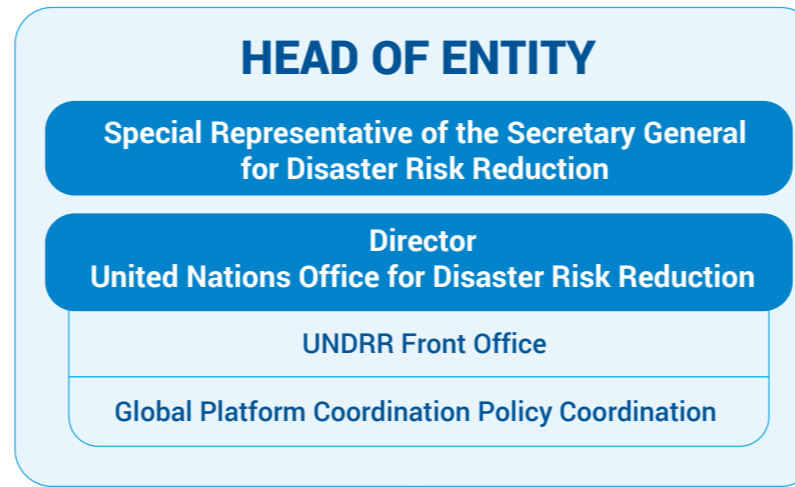 HEAD OF ENTITY
Special Representative of the Secretary General
for Disaster Risk Reduction
Director
United Nations Office for Disaster Risk Reduction
UNDRR Front Office
Global Platform Coordination Policy Coordination